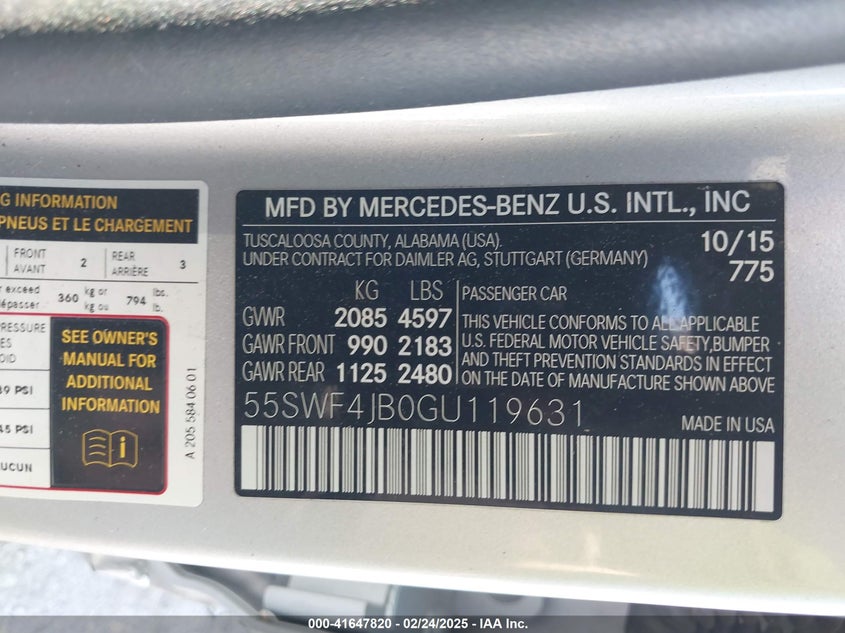 G INFORMATION
PNEUS ET LE CHARGEMENT
FRONT
AVANT
2
REAR
ARRIÈRE
3
exceed
dépasser
360
kg or
kg ou
794
lbs.
lb.
PRESSURE
39 PSI
45 PSI
AUCUN
SEE OWNER'S
MANUAL FOR
ADDITIONAL
INFORMATION
A 205 584 06 01
MFD BY MERCEDES-BENZ U.S. INTL., INC
TUSCALOOSA COUNTY, ALABAMA (USA).
UNDER CONTRACT FOR DAIMLER AG, STUTTGART (GERMANY)
10/15
775
KG LBS
GVWR 2085 4597
GAWR FRONT 990 2183
GAWR REAR 1125 2480
PASSENGER CAR
THIS VEHICLE CONFORMS TO ALL APPLICABLE
U.S. FEDERAL MOTOR VEHICLE SAFETY,BUMPER
AND THEFT PREVENTION STANDARDS IN EFFECT
ON THE DATE OF MANUFACTURE SHOWN ABOVE
55SWF4JB0GU119631
MADE IN USA
000-41647820 - 02/24/2025 - IAA Inc.